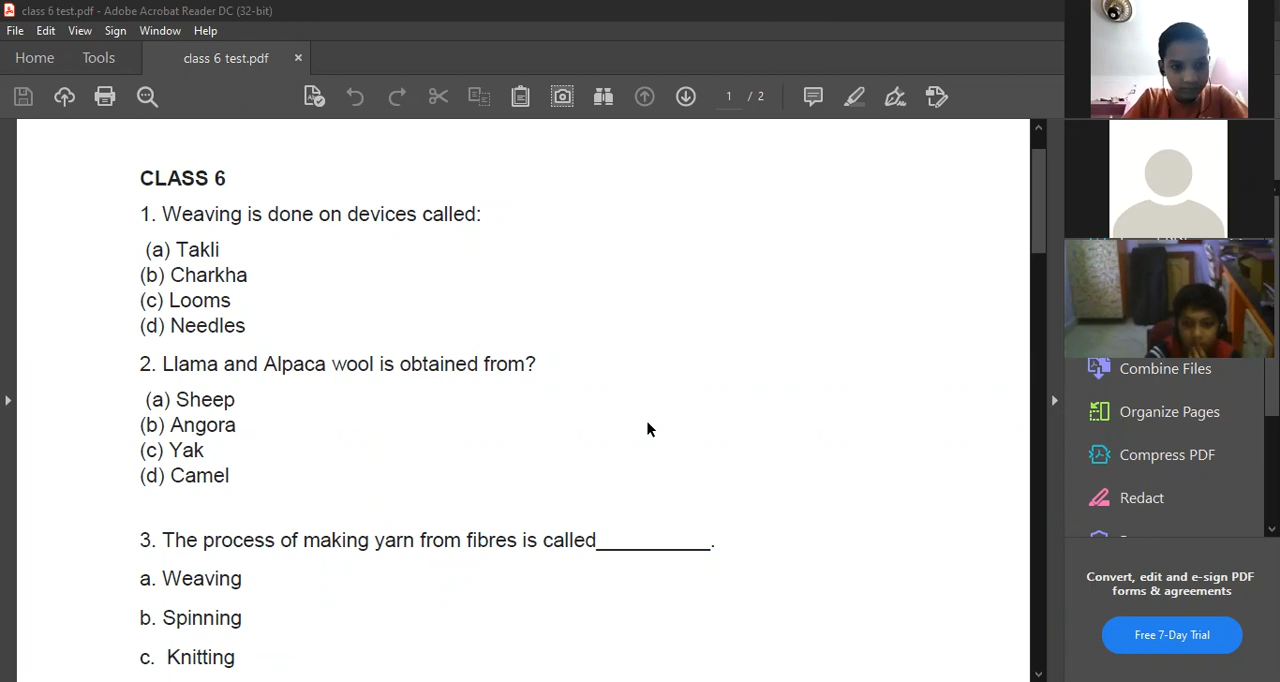 class 6 test.pdf - Adobe Acrobat Reader DC (32-bit)
File Edit View Sign Window Help
Home Tools class 6 test.pdf ×
1 / 2
CLASS 6
1. Weaving is done on devices called:
(a) Takli
(b) Charkha
(c) Looms
(d) Needles
2. Llama and Alpaca wool is obtained from?
(a) Sheep
(b) Angora
(c) Yak
(d) Camel
3. The process of making yarn from fibres is called__________.
a. Weaving
b. Spinning
c. Knitting
Combine Files
Organize Pages
Compress PDF
Redact
Convert, edit and e-sign PDF
forms & agreements
Free 7-Day Trial